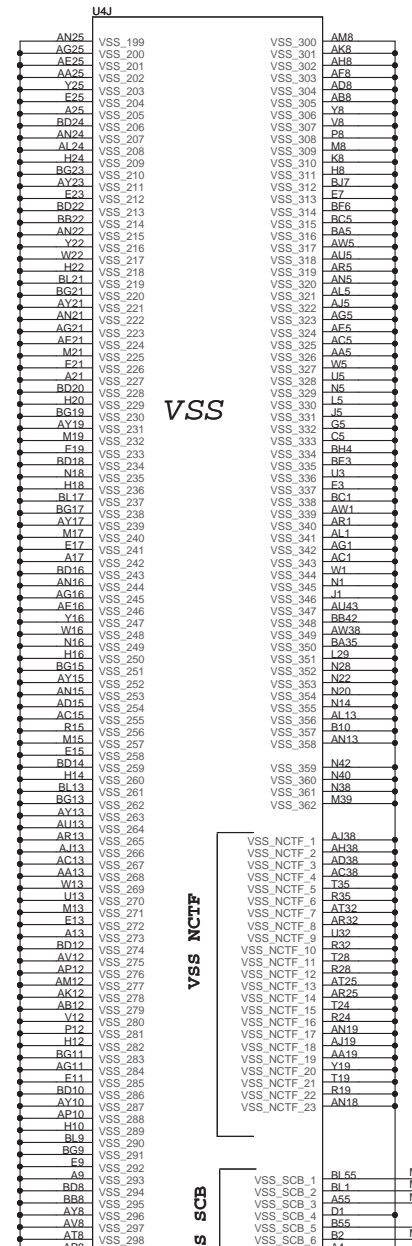 U4J
AN25 VSS_199
AG25 VSS_200
AE25 VSS_201
AA25 VSS_202
Y25 VSS_203
E25 VSS_204
A25 VSS_205
BD24 VSS_206
AN24 VSS_207
AL24 VSS_208
H24 VSS_209
BG23 VSS_210
AY23 VSS_211
E23 VSS_212
BD22 VSS_213
BB22 VSS_214
AN22 VSS_215
Y22 VSS_216
W22 VSS_217
H22 VSS_218
BL21 VSS_219
BG21 VSS_220
AY21 VSS_221
AN21 VSS_222
AG21 VSS_223
AE21 VSS_224
M21 VSS_225
E21 VSS_226
A21 VSS_227
BD20 VSS_228
H20 VSS_229
BG19 VSS_230
AY19 VSS_231
M19 VSS_232
E19 VSS_233
BD18 VSS_234
N18 VSS_235
H18 VSS_236
BL17 VSS_237
BG17 VSS_238
AY17 VSS_239
M17 VSS_240
E17 VSS_241
A17 VSS_242
BD16 VSS_243
AN16 VSS_244
AG16 VSS_245
AE16 VSS_246
Y16 VSS_247
W16 VSS_248
N16 VSS_249
H16 VSS_250
BG15 VSS_251
AY15 VSS_252
AN15 VSS_253
AD15 VSS_254
AC15 VSS_255
R15 VSS_256
M15 VSS_257
E15 VSS_258
BD14 VSS_259
H14 VSS_260
BL13 VSS_261
BG13 VSS_262
AY13 VSS_263
AU13 VSS_264
AR13 VSS_265
AJ13 VSS_266
AC13 VSS_267
AA13 VSS_268
W13 VSS_269
U13 VSS_270
M13 VSS_271
E13 VSS_272
A13 VSS_273
BD12 VSS_274
AV12 VSS_275
AP12 VSS_276
AM12 VSS_277
AK12 VSS_278
AB12 VSS_279
V12 VSS_280
P12 VSS_281
H12 VSS_282
BG11 VSS_283
AG11 VSS_284
E11 VSS_285
BD10 VSS_286
AY10 VSS_287
AP10 VSS_288
H10 VSS_289
BL9 VSS_290
BG9 VSS_291
E9 VSS_292
A9 VSS_293
BD8 VSS_294
BB8 VSS_295
AY8 VSS_296
AV8 VSS_297
AT8 VSS_298
VSS
VSS_300 AM8
VSS_301 AK8
VSS_302 AH8
VSS_303 AF8
VSS_304 AD8
VSS_305 AB8
VSS_306 Y8
VSS_307 V8
VSS_308 P8
VSS_309 M8
VSS_310 K8
VSS_311 H8
VSS_312 BJ7
VSS_313 E7
VSS_314 BF6
VSS_315 BC5
VSS_316 BA5
VSS_317 AW5
VSS_318 AU5
VSS_319 AR5
VSS_320 AN5
VSS_321 AL5
VSS_322 AJ5
VSS_323 AG5
VSS_324 AE5
VSS_325 AC5
VSS_326 AA5
VSS_327 W5
VSS_328 U5
VSS_329 N5
VSS_330 L5
VSS_331 J5
VSS_332 G5
VSS_333 C5
VSS_334 BH4
VSS_335 BE3
VSS_336 U3
VSS_337 E3
VSS_338 BC1
VSS_339 AW1
VSS_340 AR1
VSS_341 AL1
VSS_342 AG1
VSS_343 AC1
VSS_344 W1
VSS_345 N1
VSS_346 J1
VSS_347 AU43
VSS_348 BB42
VSS_349 AW38
VSS_350 BA35
VSS_351 L29
VSS_352 N28
VSS_353 N22
VSS_354 N20
VSS_355 N14
VSS_356 AL13
VSS_357 B10
VSS_358 AN13
VSS_359 N42
VSS_360 N40
VSS_361 N38
VSS_362 M39
VSS NCTF
VSS_NCTF_1 AJ38
VSS_NCTF_2 AH38
VSS_NCTF_3 AD38
VSS_NCTF_4 AC38
VSS_NCTF_5 T35
VSS_NCTF_6 R35
VSS_NCTF_7 AT32
VSS_NCTF_8 AR32
VSS_NCTF_9 U32
VSS_NCTF_10 R32
VSS_NCTF_11 T28
VSS_NCTF_12 R28
VSS_NCTF_13 AT25
VSS_NCTF_14 AR25
VSS_NCTF_15 T24
VSS_NCTF_16 R24
VSS_NCTF_17 AN19
VSS_NCTF_18 AJ19
VSS_NCTF_19 AA19
VSS_NCTF_20 Y19
VSS_NCTF_21 T19
VSS_NCTF_22 R19
VSS_NCTF_23 AN18
S SCB
VSS_SCB_1 BL55
VSS_SCB_2 BL1
VSS_SCB_3 A55
VSS_SCB_4 D1
VSS_SCB_5 B55
VSS_SCB_6 B2